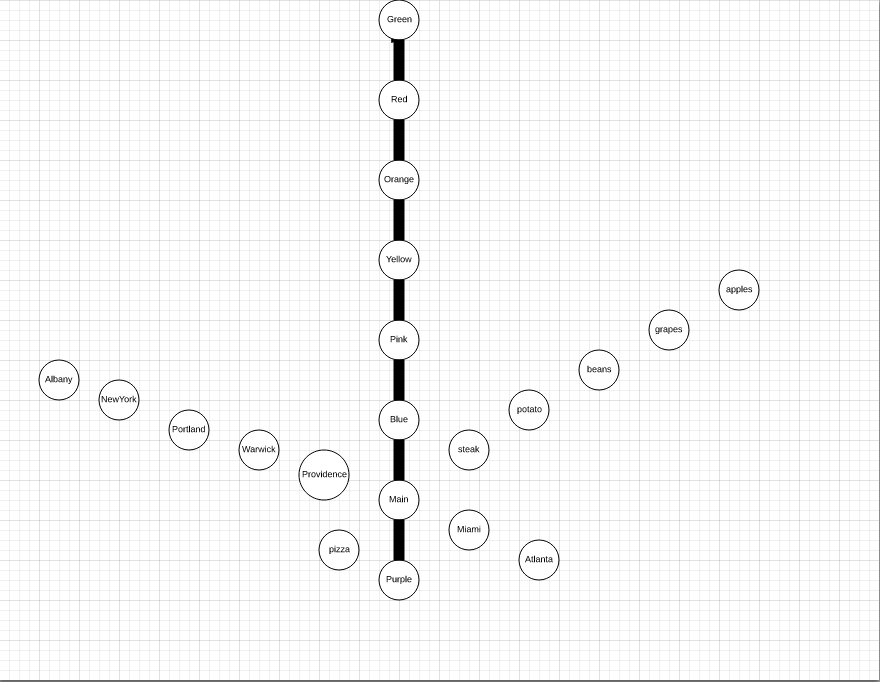 Green
Red
Orange
Yellow
apples
grapes
Pink
beans
Albany
NewYork
potato
Blue
Portland
Warwick
steak
Providence
Main
Miami
pizza
Atlanta
Purple